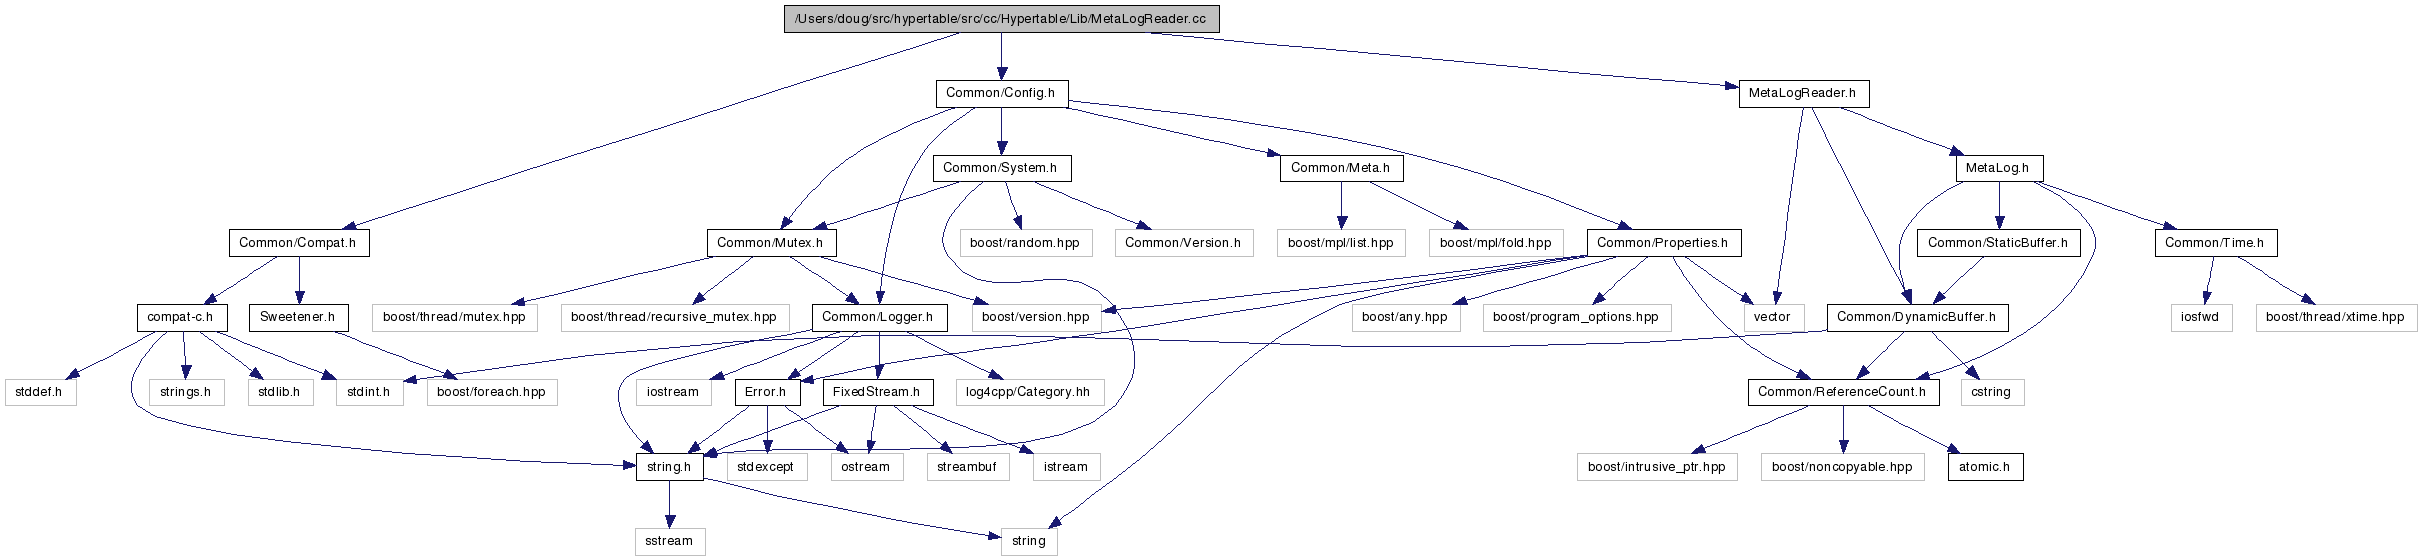 /Users/doug/src/hypertable/src/cc/Hypertable/Lib/MetaLogReader.cc
Common/Config.h
MetaLogReader.h
Common/System.h
Common/Meta.h
MetaLog.h
Common/Compat.h
Common/Mutex.h
boost/random.hpp
Common/Version.h
boost/mpl/list.hpp
boost/mpl/fold.hpp
Common/Properties.h
Common/StaticBuffer.h
Common/Time.h
compat-c.h
Sweetener.h
boost/thread/mutex.hpp
boost/thread/recursive_mutex.hpp
Common/Logger.h
boost/version.hpp
boost/any.hpp
boost/program_options.hpp
vector
Common/DynamicBuffer.h
iosfwd
boost/thread/xtime.hpp
stddef.h
strings.h
stdlib.h
stdint.h
boost/foreach.hpp
iostream
Error.h
FixedStream.h
log4cpp/Category.hh
Common/ReferenceCount.h
cstring
string.h
stdexcept
ostream
streambuf
istream
boost/intrusive_ptr.hpp
boost/noncopyable.hpp
atomic.h
sstream
string